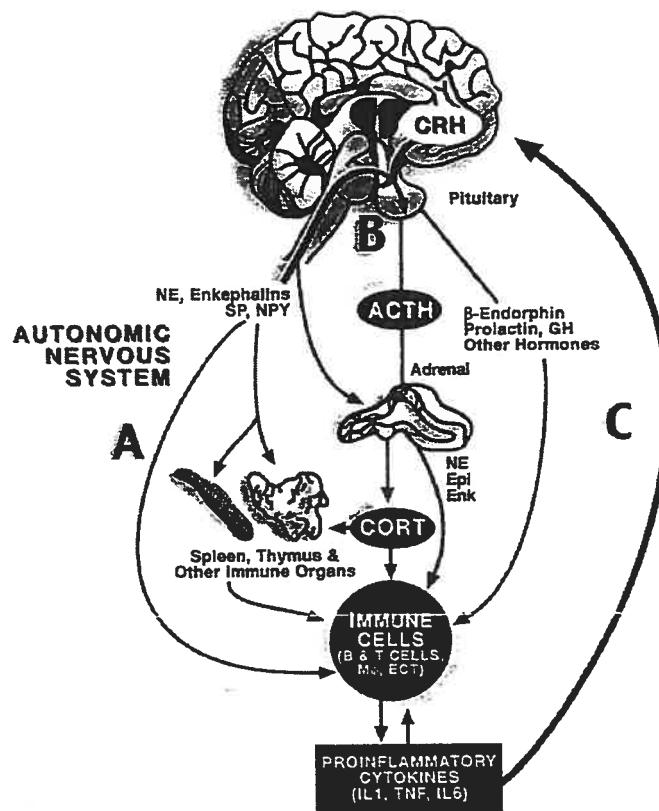 CRH
Pituitary
B
NE, Enkephalins
SP, NPY
ACTH
β-Endorphin
Prolactin, GH
Other Hormones
AUTONOMIC
NERVOUS
SYSTEM
Adrenal
A
C
NE
Epi
Enk
CORT
Spleen, Thymus &
Other Immune Organs
IMMUNE
CELLS
(B & T CELLS,
MΦ, ECT)
PROINFLAMMATORY
CYTOKINES
(IL1, TNF, IL6)